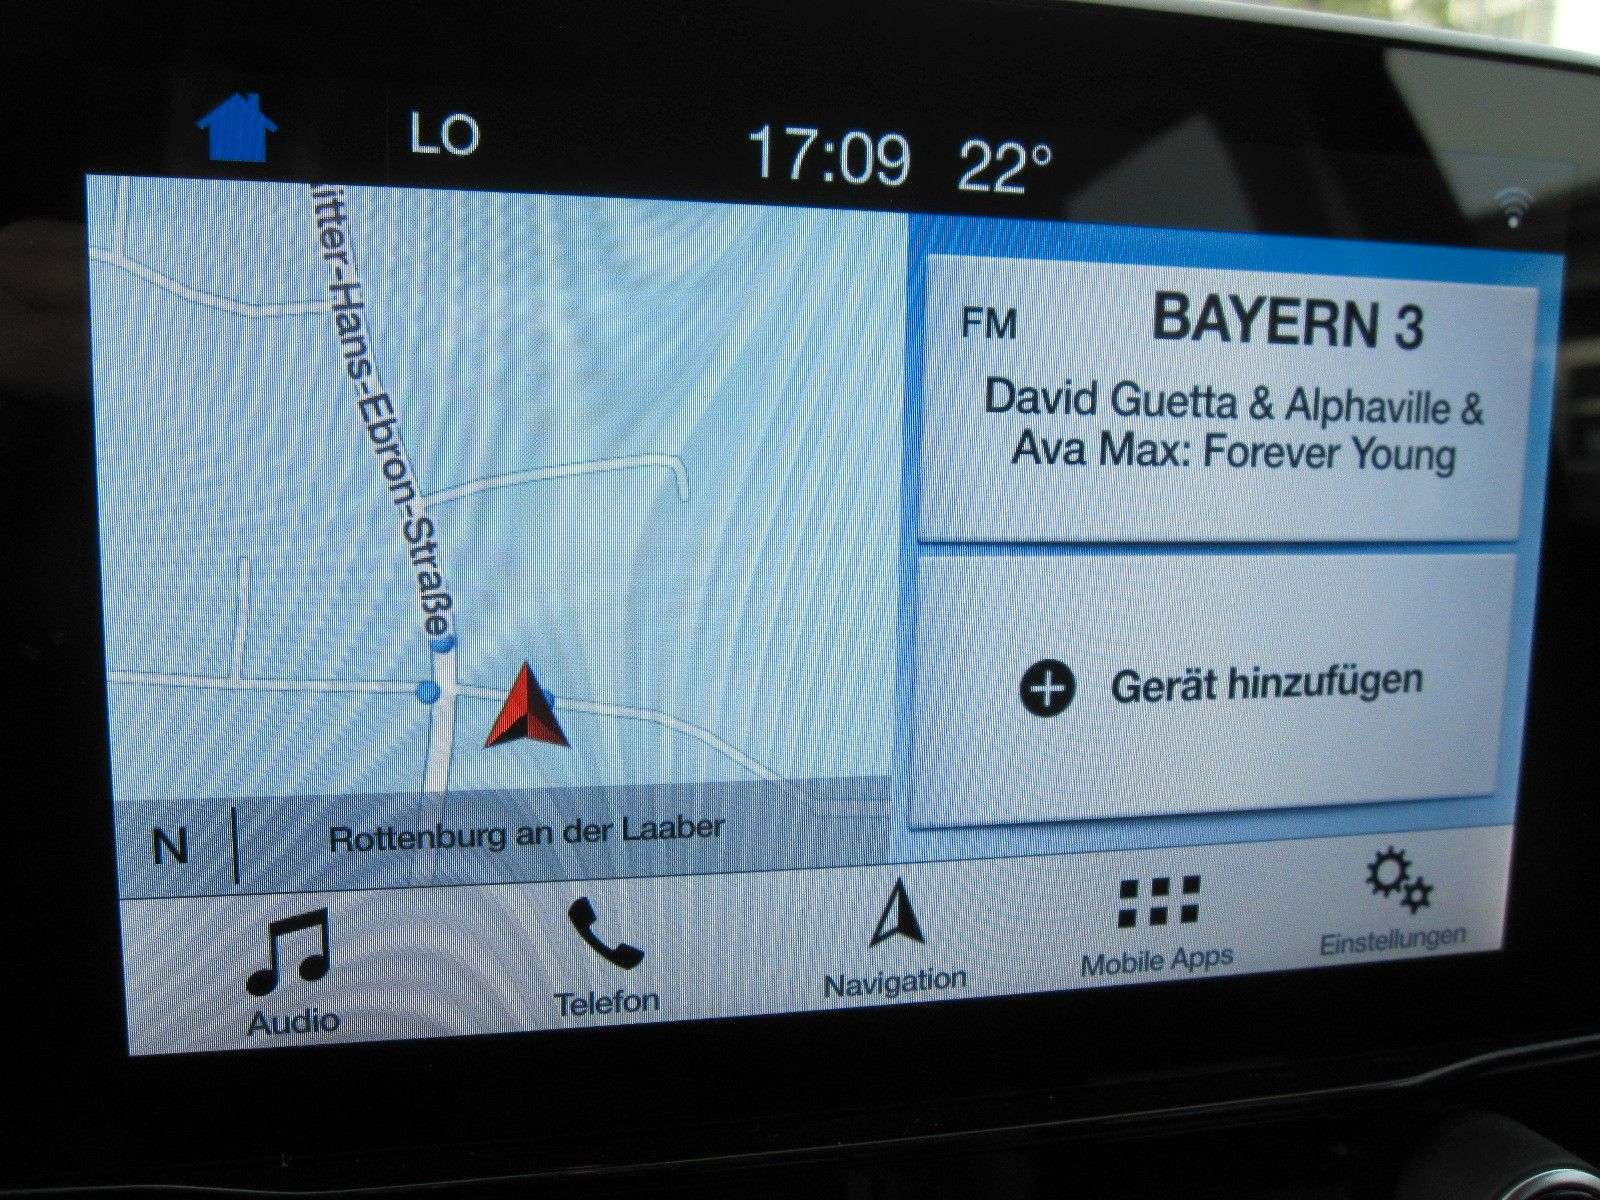 LO
17:09 22°
itter-Hans-Ebron-Straße
N
Rottenburg an der Laaber
FM
BAYERN 3
David Guetta & Alphaville &
Ava Max: Forever Young
Gerät hinzufügen
Audio
Telefon
Navigation
Mobile Apps
Einstellungen